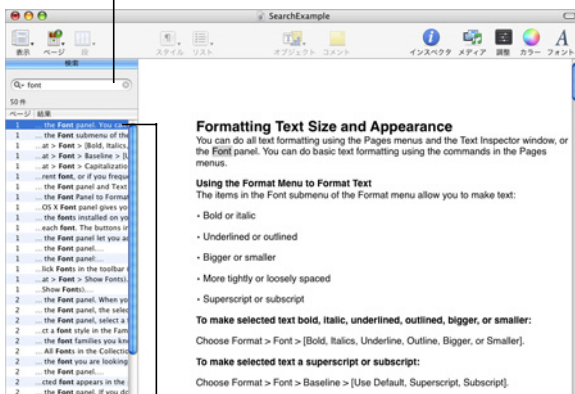 SearchExample
表示 ページ 段 スタイル リスト オブジェクト コメント インスペクタ メディア 調整 カラー フォント
検索
font
50 件
ページ 結果
1 ... the Font panel. You can
1 ... the Font submenu of the
1 ...at > Font > [Bold, Italics,
1 ...at > Font > Baseline > [U
1 ...at > Font > Capitalizatio
1 ...rent font, or if you freque
1 ... the Font panel and Text
1 ... the Font Panel to Format
1 ...OS X Font panel gives yo
1 ... the fonts installed on yo
1 ...each font. The buttons in
1 ... the Font panel let you ac
1 ... the Font panel....
1 ... the Font panel:...
1 ...lick Fonts in the toolbar (
1 ...at > Font > Show Fonts).
1 ...Show Fonts)....
2 ... the Font panel. When yo
2 ... the Font panel, the selec
2 ... the Font panel, select a
2 ...ct a font style in the Fam
2 ... the font families you kn
2 ... All Fonts in the Collectio
2 ... the font you are looking
2 ... the Font panel....
2 ...cted font appears in the
2 ... the Font panel. If you do
Formatting Text Size and Appearance
You can do all text formatting using the Pages menus and the Text Inspector window, or
the Font panel. You can do basic text formatting using the commands in the Pages
menus.
Using the Format Menu to Format Text
The items in the Font submenu of the Format menu allow you to make text:
• Bold or italic
• Underlined or outlined
• Bigger or smaller
• More tightly or loosely spaced
• Superscript or subscript
To make selected text bold, italic, underlined, outlined, bigger, or smaller:
Choose Format > Font > [Bold, Italics, Underline, Outline, Bigger, or Smaller].
To make selected text a superscript or subscript:
Choose Format > Font > Baseline > [Use Default, Superscript, Subscript].